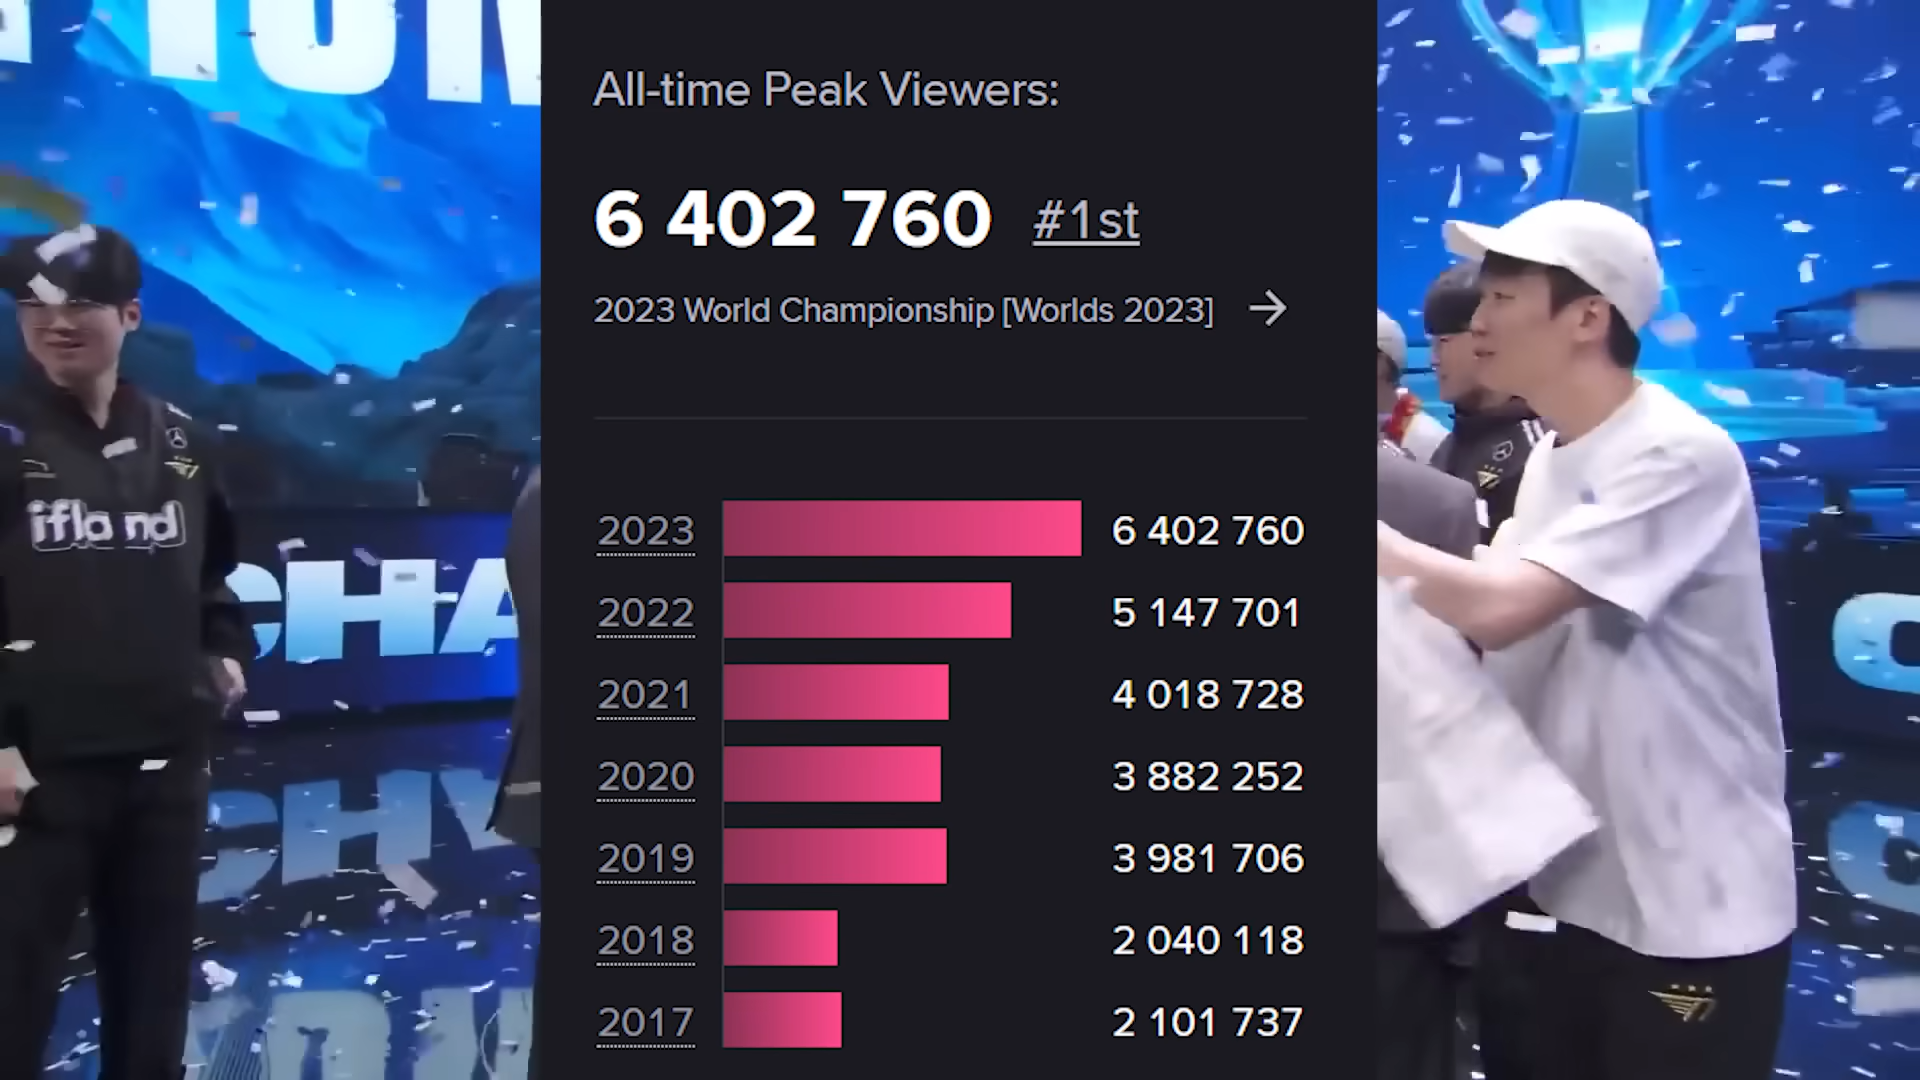 All-time Peak Viewers:
6 402 760 #1st
2023 World Championship [Worlds 2023] →
2023 6 402 760
2022 5 147 701
2021 4 018 728
2020 3 882 252
2019 3 981 706
2018 2 040 118
2017 2 101 737
ifland
CHA